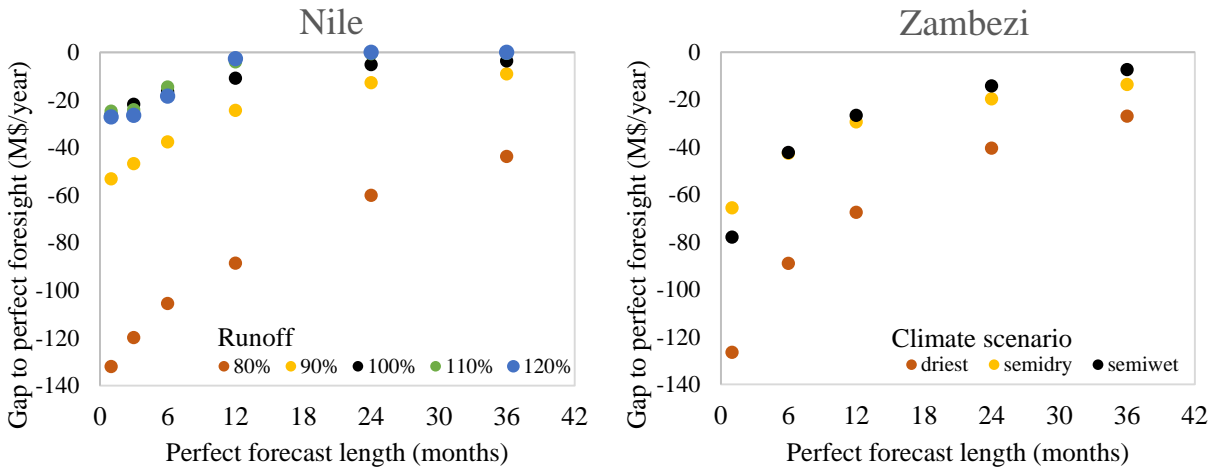 Nile
Gap to perfect foresight (M$/year)
0
-20
-40
-60
-80
-100
-120
-140
Runoff
80% 90% 100% 110% 120%
0 6 12 18 24 30 36 42
Perfect forecast length (months)
Zambezi
Gap to perfect foresight (M$/year)
0
-20
-40
-60
-80
-100
-120
-140
Climate scenario
driest semidry semiwet
0 6 12 18 24 30 36 42
Perfect forecast length (months)